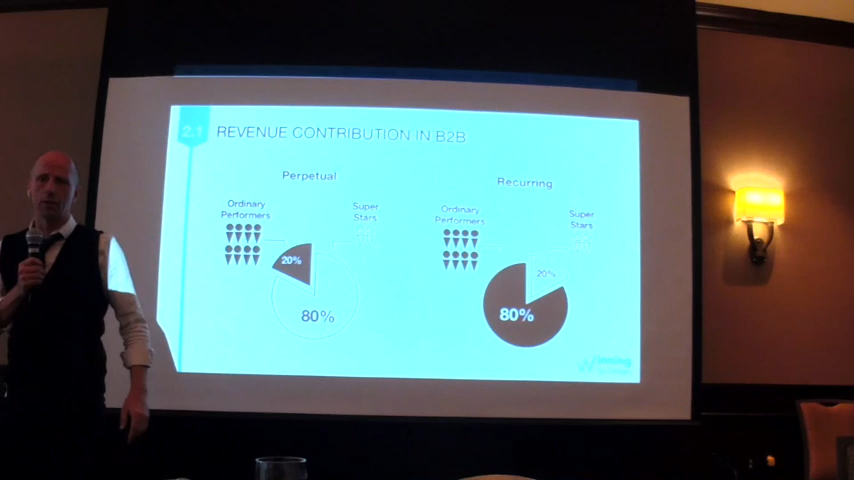 2.1
REVENUE CONTRIBUTION IN B2B
Perpetual
Ordinary
Performers
Super
Stars
20%
80%
Recurring
Ordinary
Performers
Super
Stars
20%
80%
Winning